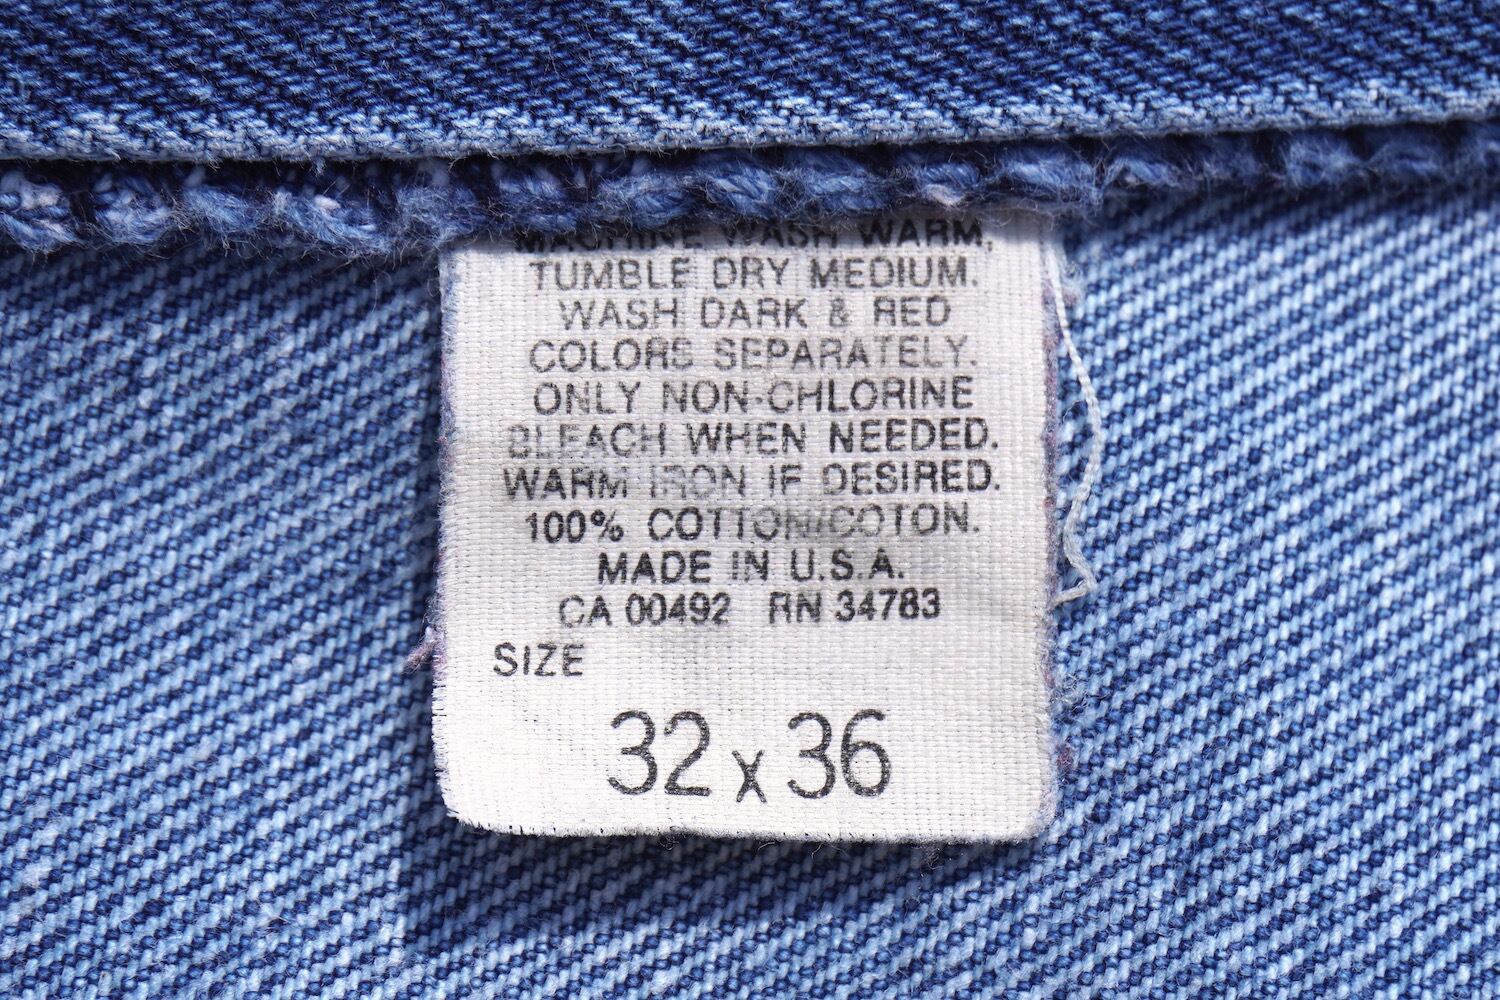 MACHINE WASH WARM,
TUMBLE DRY MEDIUM.
WASH DARK & RED
COLORS SEPARATELY.
ONLY NON-CHLORINE
BLEACH WHEN NEEDED.
WARM IRON IF DESIRED.
100% COTTON/COTON.
MADE IN U.S.A.
CA 00492 RN 34783
SIZE
32 x 36